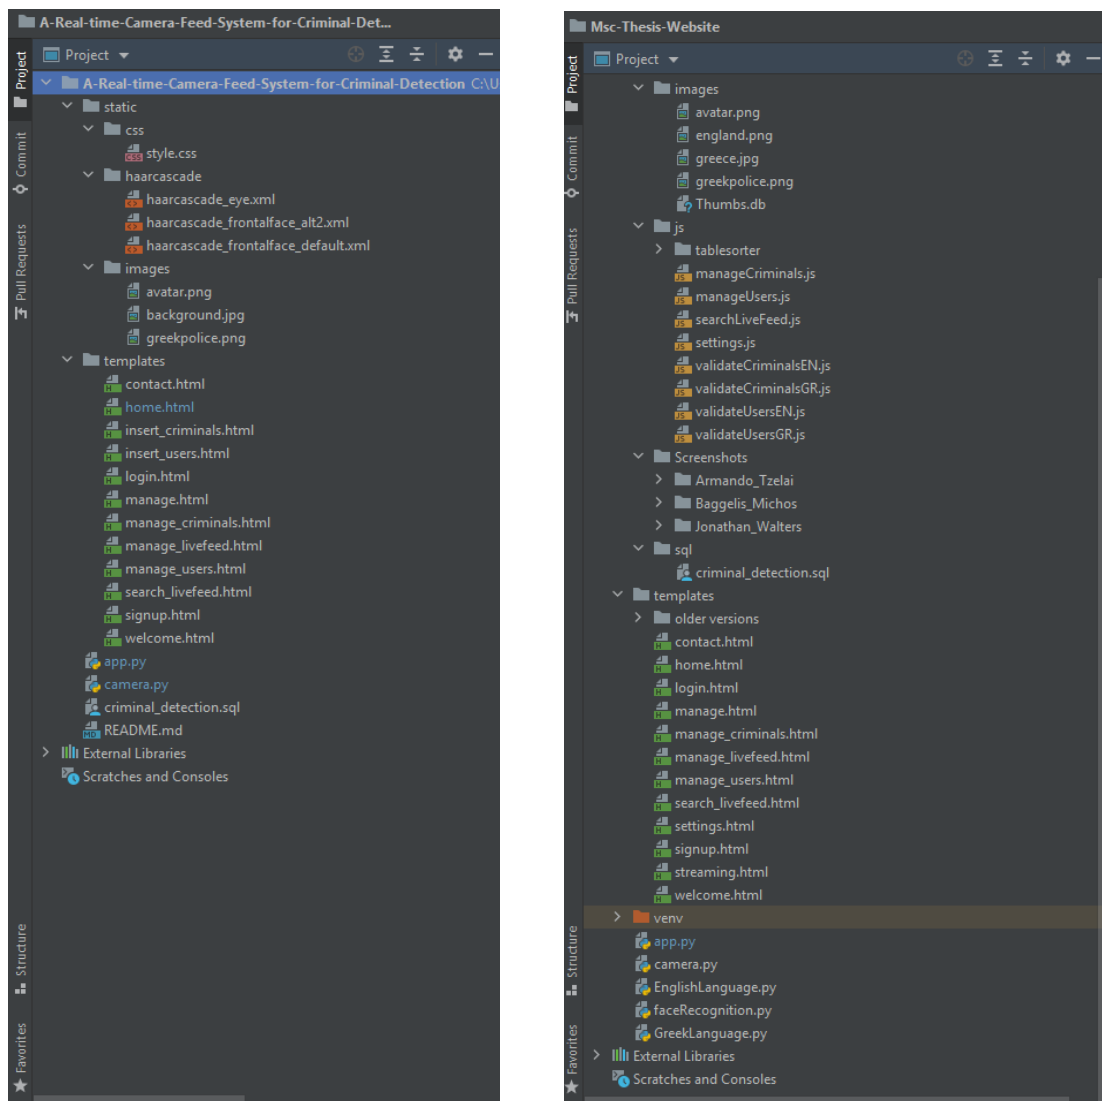 A-Real-time-Camera-Feed-System-for-Criminal-Det...
Project
A-Real-time-Camera-Feed-System-for-Criminal-Detection C:\U
static
css
style.css
haarcascade
haarcascade_eye.xml
haarcascade_frontalface_alt2.xml
haarcascade_frontalface_default.xml
images
avatar.png
background.jpg
greekpolice.png
templates
contact.html
home.html
insert_criminals.html
insert_users.html
login.html
manage.html
manage_criminals.html
manage_livefeed.html
manage_users.html
search_livefeed.html
signup.html
welcome.html
app.py
camera.py
criminal_detection.sql
README.md
External Libraries
Scratches and Consoles
Project
Commit
Pull Requests
Structure
Favorites
Msc-Thesis-Website
Project
images
avatar.png
england.png
greece.jpg
greekpolice.png
Thumbs.db
js
tablesorter
manageCriminals.js
manageUsers.js
searchLiveFeed.js
settings.js
validateCriminalsEN.js
validateCriminalsGR.js
validateUsersEN.js
validateUsersGR.js
Screenshots
Armando_Tzelai
Baggelis_Michos
Jonathan_Walters
sql
criminal_detection.sql
templates
older versions
contact.html
home.html
login.html
manage.html
manage_criminals.html
manage_livefeed.html
manage_users.html
search_livefeed.html
settings.html
signup.html
streaming.html
welcome.html
venv
app.py
camera.py
EnglishLanguage.py
faceRecognition.py
GreekLanguage.py
External Libraries
Scratches and Consoles
Project
Commit
Pull Requests
Structure
Favorites